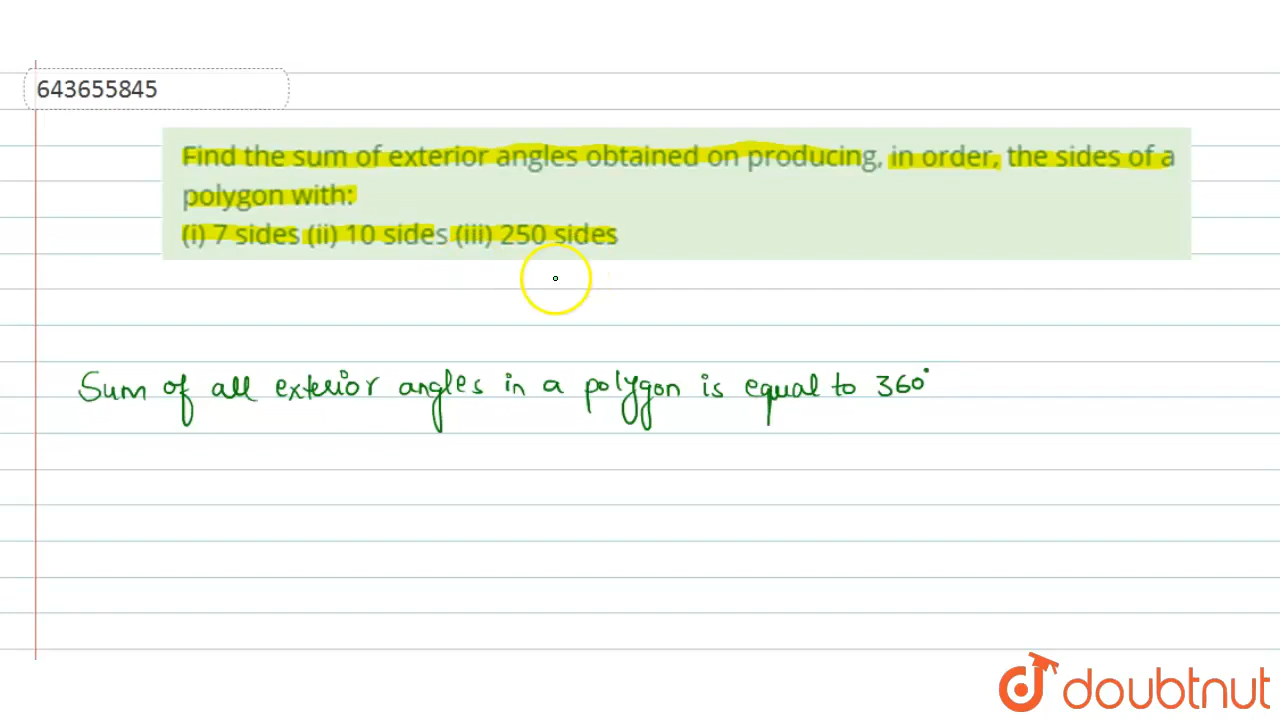 643655845
Find the sum of exterior angles obtained on producing, in order, the sides of a
polygon with:
(i) 7 sides (ii) 10 sides (iii) 250 sides
Sum of all exterior angles in a polygon is equal to 360°
doubtnut